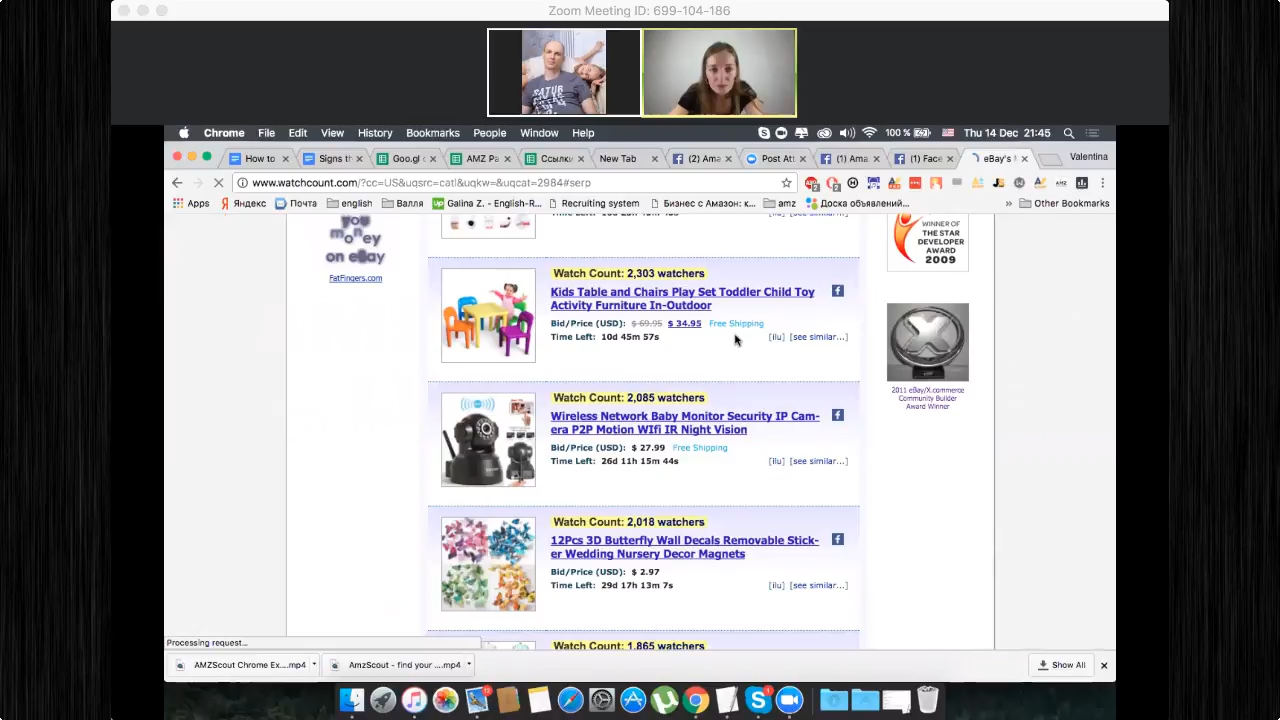 Zoom Meeting ID: 699-104-186
SATUR
Chrome File Edit View History Bookmarks People Window Help 100 % Thu 14 Dec 21:45
How to Signs th Goo.gl AMZ Pa Ссылки New Tab (2) Ama Post Att (1) Ama (1) Face eBay's Valentina
www.watchcount.com/?cc=US&uqsrc=catl&uqkw=&uqcat=2984#serp
Apps Яндекс Почта english Валля Galina Z. - English-R... Recruiting system Бизнес с Амазон: к... amz Доска объявлений... » Other Bookmarks
you
money
on eBay
FatFingers.com
WINNER OF
THE STAR
DEVELOPER
AWARD
2009
Watch Count: 2,303 watchers
Kids Table and Chairs Play Set Toddler Child Toy
Activity Furniture In-Outdoor
Bid/Price (USD): $ 69.95 $ 34.95 Free Shipping
Time Left: 10d 45m 57s [ilu] [see similar...]
2011 eBay/X.commerce
Community Builder
Award Winner
Watch Count: 2,085 watchers
Wireless Network Baby Monitor Security IP Cam-
era P2P Motion WIfi IR Night Vision
Bid/Price (USD): $ 27.99 Free Shipping
Time Left: 26d 11h 15m 44s [ilu] [see similar...]
Watch Count: 2,018 watchers
12Pcs 3D Butterfly Wall Decals Removable Stick-
er Wedding Nursery Decor Magnets
Bid/Price (USD): $ 2.97
Time Left: 29d 17h 13m 7s [ilu] [see similar...]
Watch Count: 1,865 watchers
Processing request...
AMZScout Chrome Ex....mp4 AmzScout - find your ....mp4 Show All